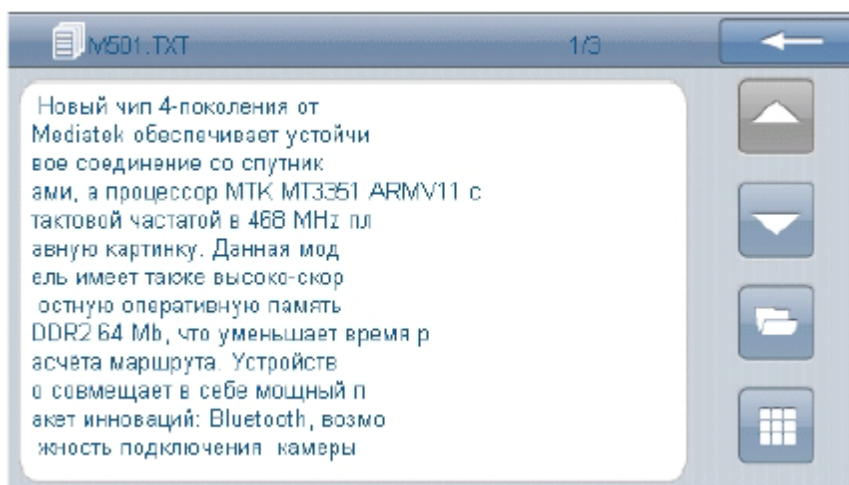 M501.TXT 1/3
Новый чип 4-поколения от
Mediatek обеспечивает устойчи
вое соединение со спутник
ами, а процессор МТК МТ3351 ARMV11 с
тактовой частатой в 468 MHz пл
авную картинку. Данная мод
ель имеет также высоко-скор
остную оперативную память
DDR2 64 Mb, что уменьшает время р
асчёта маршрута. Устройств
о совмещает в себе мощный п
акет инноваций: Bluetooth, возмо
жность подключения камеры